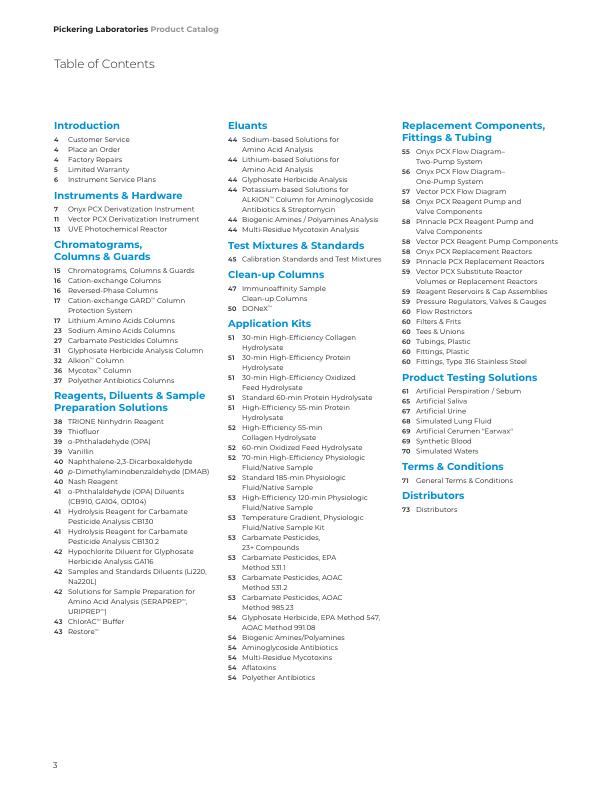 Pickering Laboratories Product Catalog
Table of Contents
Introduction
4 Customer Service
4 Place an Order
4 Factory Repairs
5 Limited Warranty
6 Instrument Service Plans
Instruments & Hardware
7 Onyx PCX Derivatization Instrument
11 Vector PCX Derivatization Instrument
13 UVE Photochemical Reactor
Chromatograms,
Columns & Guards
15 Chromatograms, Columns & Guards
16 Cation-exchange Columns
16 Reversed-Phase Columns
17 Cation-exchange GARD™ Column
Protection System
17 Lithium Amino Acids Columns
23 Sodium Amino Acids Columns
27 Carbamate Pesticides Columns
31 Glyphosate Herbicide Analysis Column
32 Alkion™ Column
36 Mycotox™ Column
37 Polyether Antibiotics Columns
Reagents, Diluents & Sample
Preparation Solutions
38 TRIONE Ninhydrin Reagent
39 Thiofluor
39 o-Phthaladehyde (OPA)
39 Vanillin
40 Naphthalene-2,3-Dicarboxaldehyde
40 p-Dimethylaminobenzaldehyde (DMAB)
40 Nash Reagent
41 o-Phthalaldehyde (OPA) Diluents
(CB910, GA104, OD104)
41 Hydrolysis Reagent for Carbamate
Pesticide Analysis CB130
41 Hydrolysis Reagent for Carbamate
Pesticide Analysis CB130.2
42 Hypochlorite Diluent for Glyphosate
Herbicide Analysis GA116
42 Samples and Standards Diluents (Li220,
Na220L)
42 Solutions for Sample Preparation for
Amino Acid Analysis (SERAPREP™,
URIPREP™)
43 ChlorAC™ Buffer
43 Restore™
Eluants
44 Sodium-based Solutions for
Amino Acid Analysis
44 Lithium-based Solutions for
Amino Acid Analysis
44 Glyphosate Herbicide Analysis
44 Potassium-based Solutions for
ALKION™ Column for Aminoglycoside
Antibiotics & Streptomycin
44 Biogenic Amines / Polyamines Analysis
44 Multi-Residue Mycotoxin Analysis
Test Mixtures & Standards
45 Calibration Standards and Test Mixtures
Clean-up Columns
47 Immunoaffinity Sample
Clean-up Columns
50 DONeX™
Application Kits
51 30-min High-Efficiency Collagen
Hydrolysate
51 30-min High-Efficiency Protein
Hydrolysate
51 30-min High-Efficiency Oxidized
Feed Hydrolysate
51 Standard 60-min Protein Hydrolysate
51 High-Efficiency 55-min Protein
Hydrolysate
52 High-Efficiency 55-min
Collagen Hydrolysate
52 60-min Oxidized Feed Hydrolysate
52 70-min High-Efficiency Physiologic
Fluid/Native Sample
52 Standard 185-min Physiologic
Fluid/Native Sample
53 High-Efficiency 120-min Physiologic
Fluid/Native Sample
53 Temperature Gradient, Physiologic
Fluid/Native Sample Kit
53 Carbamate Pesticides,
23+ Compounds
53 Carbamate Pesticides, EPA
Method 531.1
53 Carbamate Pesticides, AOAC
Method 531.2
53 Carbamate Pesticides, AOAC
Method 985.23
54 Glyphosate Herbicide, EPA Method 547,
AOAC Method 991.08
54 Biogenic Amines/Polyamines
54 Aminoglycoside Antibiotics
54 Multi-Residue Mycotoxins
54 Aflatoxins
54 Polyether Antibiotics
Replacement Components,
Fittings & Tubing
55 Onyx PCX Flow Diagram–
Two-Pump System
56 Onyx PCX Flow Diagram–
One-Pump System
57 Vector PCX Flow Diagram
58 Onyx PCX Reagent Pump and
Valve Components
58 Pinnacle PCX Reagent Pump and
Valve Components
58 Vector PCX Reagent Pump Components
58 Onyx PCX Replacement Reactors
59 Pinnacle PCX Replacement Reactors
59 Vector PCX Substitute Reactor
Volumes or Replacement Reactors
59 Reagent Reservoirs & Cap Assemblies
59 Pressure Regulators, Valves & Gauges
60 Flow Restrictors
60 Filters & Frits
60 Tees & Unions
60 Tubings, Plastic
60 Fittings, Plastic
60 Fittings, Type 316 Stainless Steel
Product Testing Solutions
61 Artificial Perspiration / Sebum
65 Artificial Saliva
67 Artificial Urine
68 Simulated Lung Fluid
69 Artificial Cerumen "Earwax"
69 Synthetic Blood
70 Simulated Waters
Terms & Conditions
71 General Terms & Conditions
Distributors
73 Distributors
3